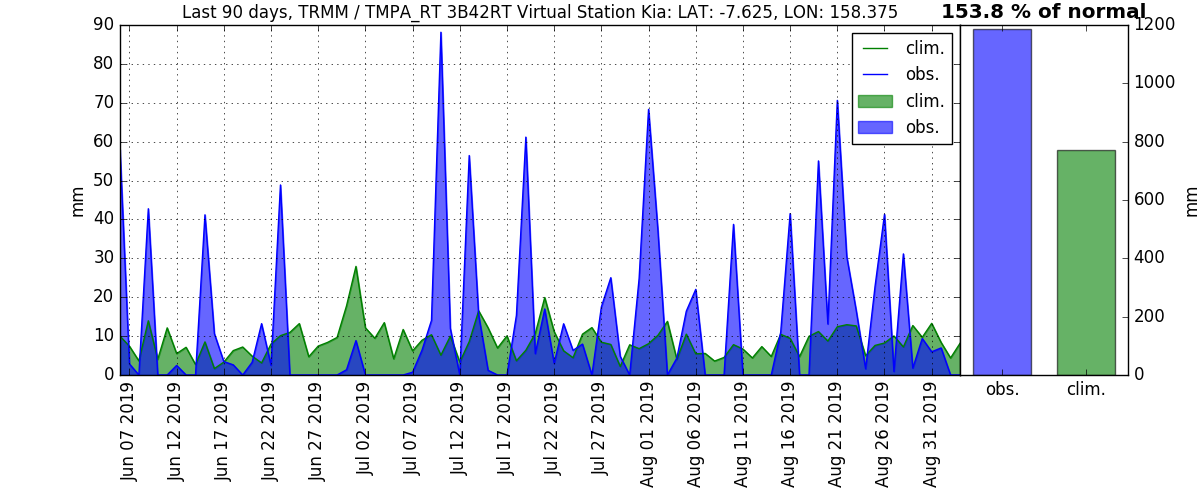 Last 90 days, TRMM / TMPA_RT 3B42RT Virtual Station Kia: LAT: -7.625, LON: 158.375
153.8 % of normal
90
80
70
60
50
40
30
20
10
0
mm
clim.
obs.
clim.
obs.
Jun 07 2019
Jun 12 2019
Jun 17 2019
Jun 22 2019
Jun 27 2019
Jul 02 2019
Jul 07 2019
Jul 12 2019
Jul 17 2019
Jul 22 2019
Jul 27 2019
Aug 01 2019
Aug 06 2019
Aug 11 2019
Aug 16 2019
Aug 21 2019
Aug 26 2019
Aug 31 2019
1200
1000
800
600
400
200
0
mm
obs.
clim.